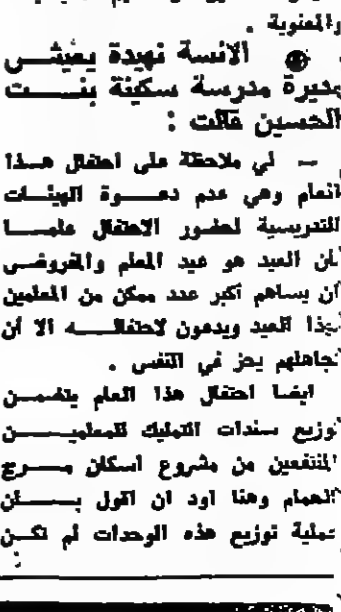 والمعنوية .
● الانسة نهيدة يعيش
مديرة مدرسة سكينة بنت
الحسين قالت :
— لي ملاحظة على احتفال هذا
العام وهي عدم دعوة الهيئات
التدريسية لحضور الاحتفال علما
بأن العيد هو عيد المعلم والمفروض
ان يساهم أكبر عدد ممكن من المعلمين
بهذا العيد ويدعون لاحتفاله الا أن
تجاهلهم يحز في النفس .
ايضا احتفال هذا العام يتضمن
توزيع سندات التمليك للمعلمين
المنتفعين من مشروع اسكان مرج
الحمام وهنا اود ان اقول بأن
عملية توزيع هذه الوحدات لم تكن